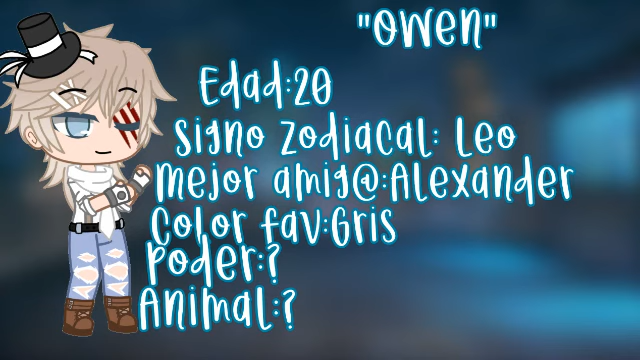 "Owen"
Edad:20
Signo Zodiacal: Leo
Mejor amig@:Alexander
Color fav:Gris
Poder:?
Animal:?